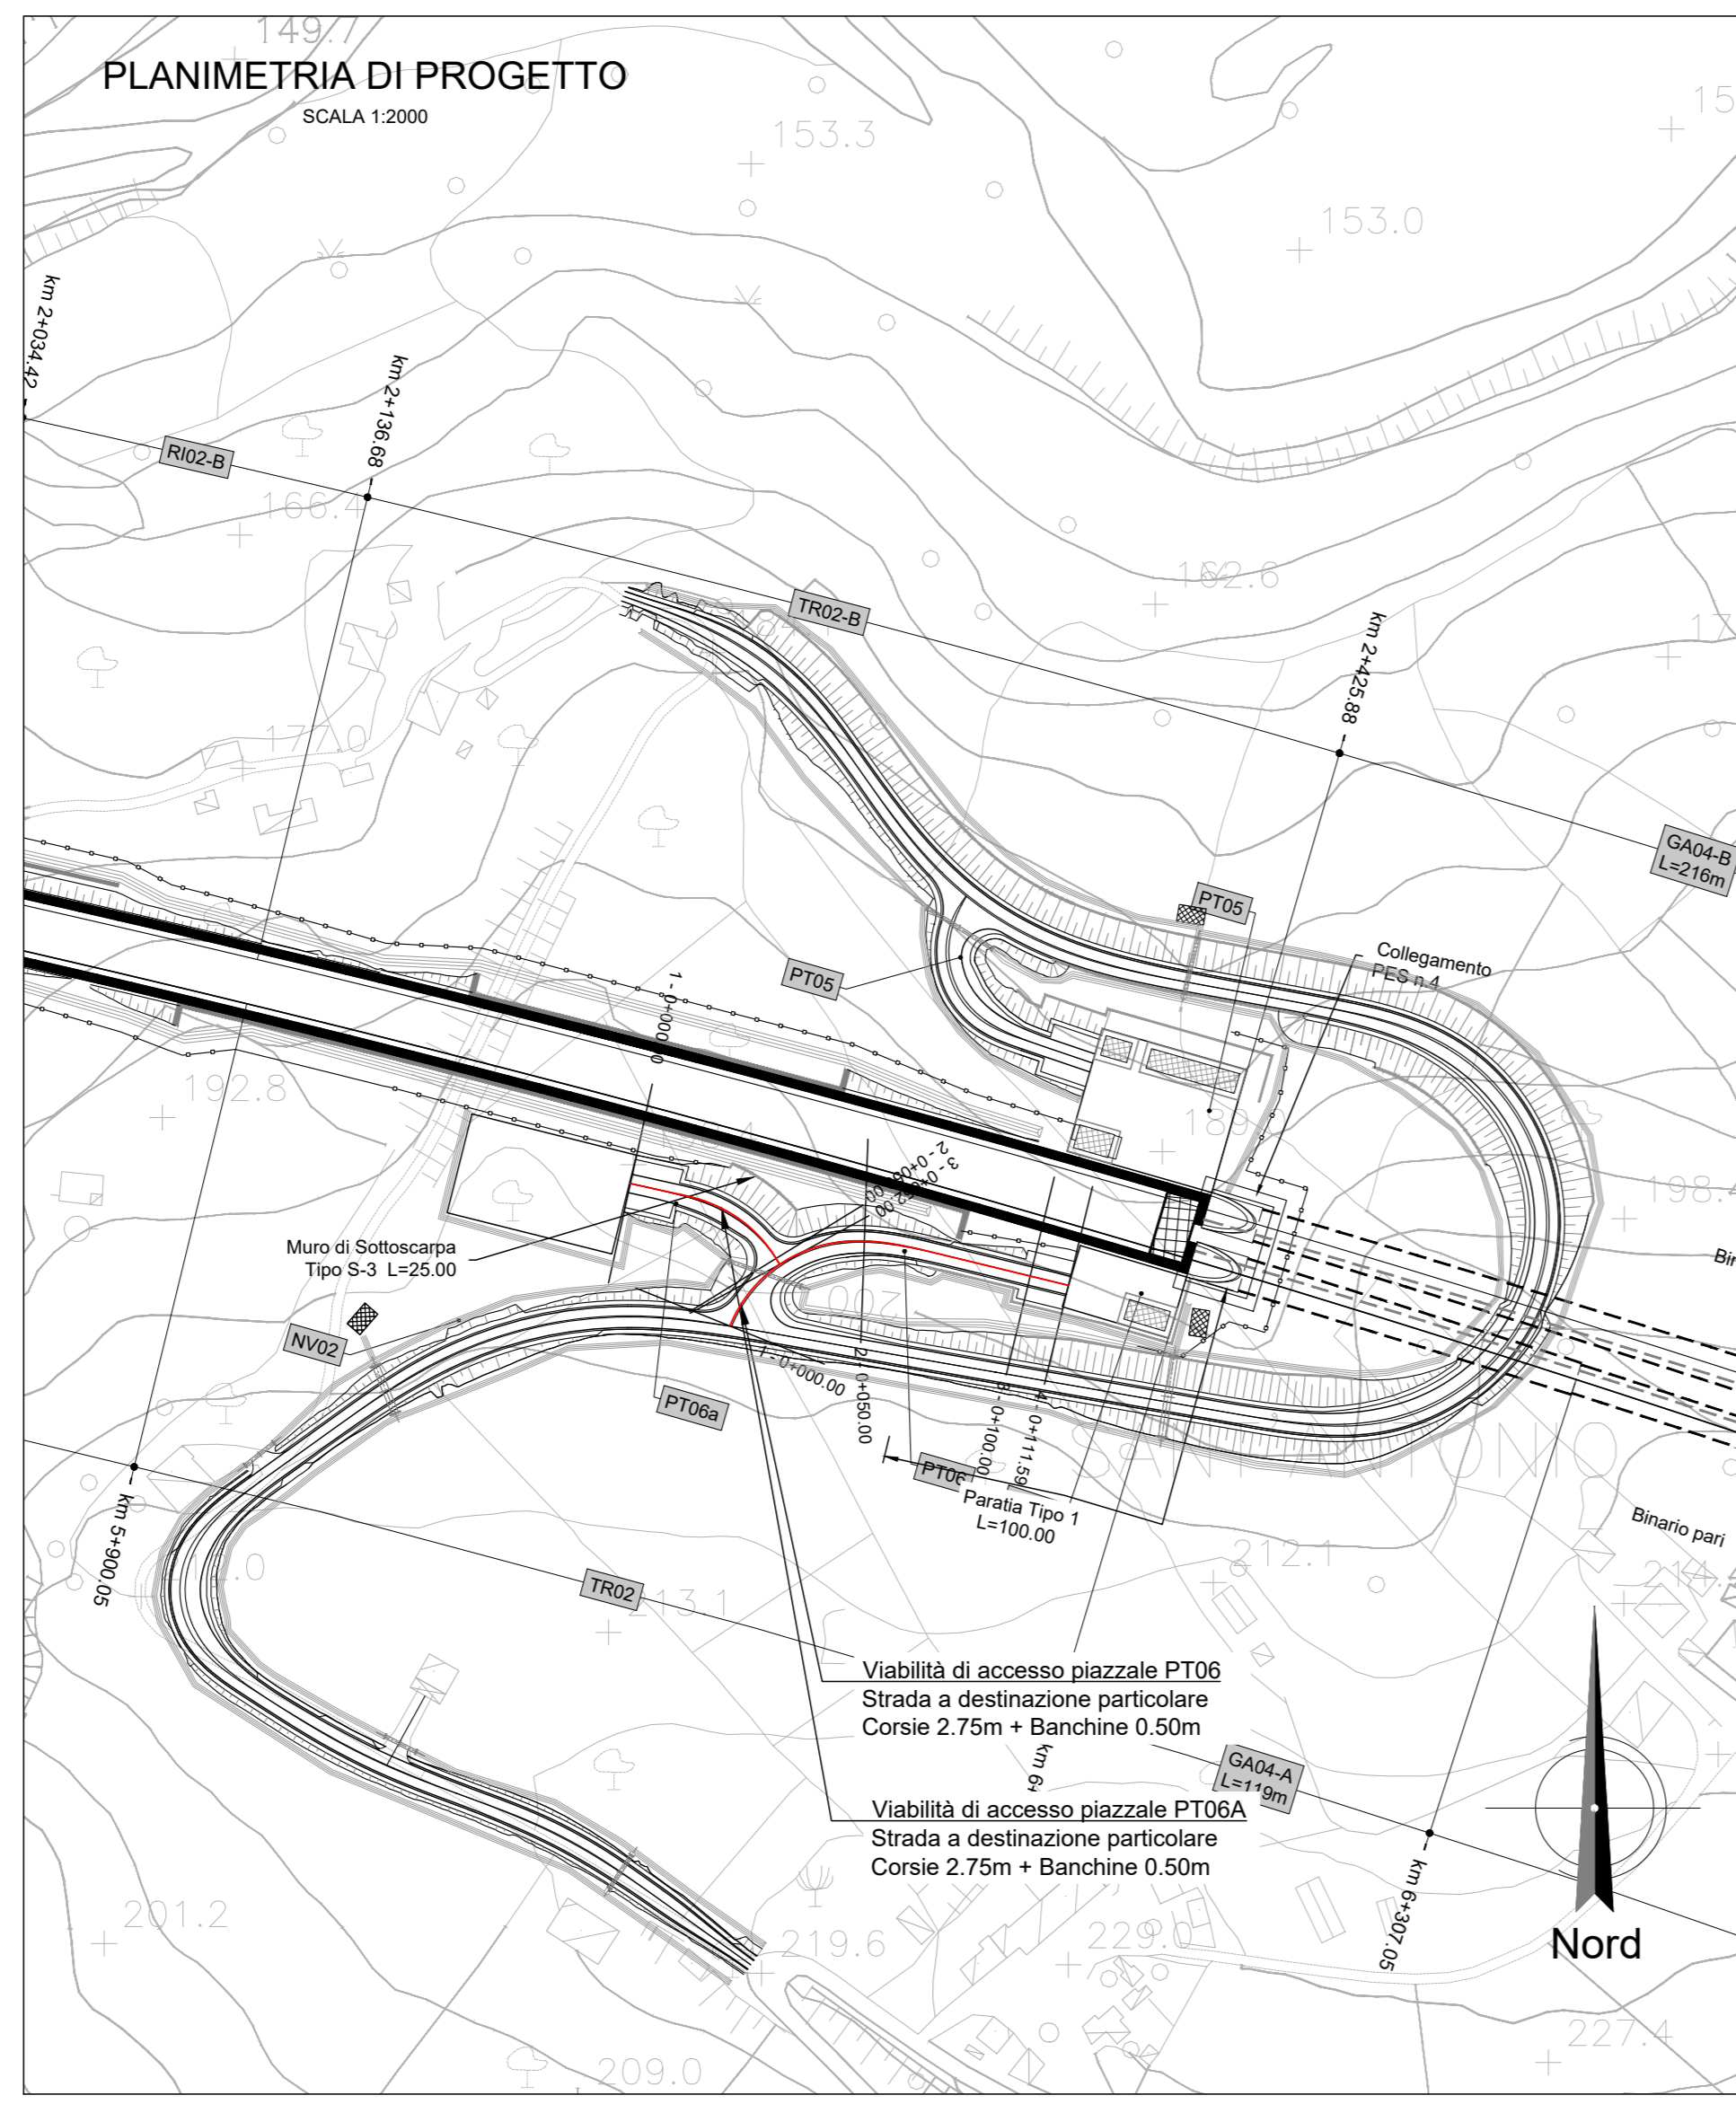 149.7
PLANIMETRIA DI PROGETTO
SCALA 1:2000
153.3
153.0
km 2+034.42
km 2+136.68
RI02-B
166.4
162.6
TR02-B
km 2+425.88
177.0
GA04-B
L=216m
PT05
Collegamento
PES n.4
PT05
192.8
Muro di Sottoscarpa
Tipo S-3 L=25.00
NV02
PT06a
1 - 0+000.00
2 - 0+050.00
3 - 0+100.00
4 - 0+111.59
PT06
Paratia Tipo 1
L=100.00
SANT'ANTONIO
km 5+900.05
Binario pari
212.1
TR02
213.1
Viabilità di accesso piazzale PT06
Strada a destinazione particolare
Corsie 2.75m + Banchine 0.50m
km 6+
GA04-A
L=119m
Viabilità di accesso piazzale PT06A
Strada a destinazione particolare
Corsie 2.75m + Banchine 0.50m
km 6+307.05
201.2
219.6
229.0
Nord
227.4
209.0